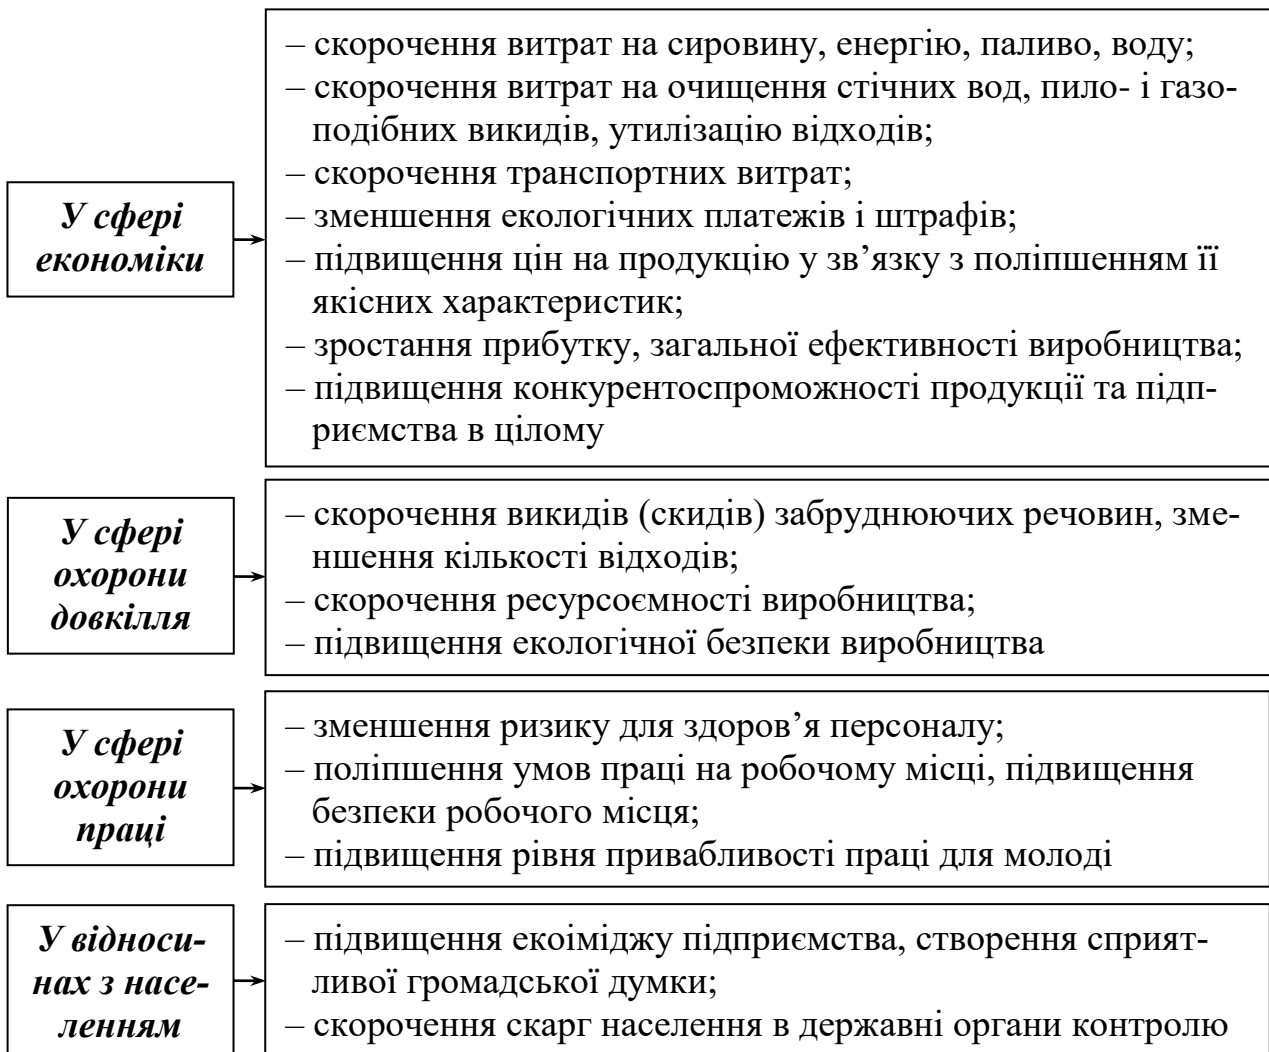 У сфері
економіки
– скорочення витрат на сировину, енергію, паливо, воду;
– скорочення витрат на очищення стічних вод, пило- і газо-
подібних викидів, утилізацію відходів;
– скорочення транспортних витрат;
– зменшення екологічних платежів і штрафів;
– підвищення цін на продукцію у зв’язку з поліпшенням її
якісних характеристик;
– зростання прибутку, загальної ефективності виробництва;
– підвищення конкурентоспроможності продукції та підп-
риємства в цілому
У сфері
охорони
довкілля
– скорочення викидів (скидів) забруднюючих речовин, зме-
ншення кількості відходів;
– скорочення ресурсоємності виробництва;
– підвищення екологічної безпеки виробництва
У сфері
охорони
праці
– зменшення ризику для здоров’я персоналу;
– поліпшення умов праці на робочому місці, підвищення
безпеки робочого місця;
– підвищення рівня привабливості праці для молоді
У відноси-
нах з насе-
ленням
– підвищення екоіміджу підприємства, створення сприят-
ливої громадської думки;
– скорочення скарг населення в державні органи контролю